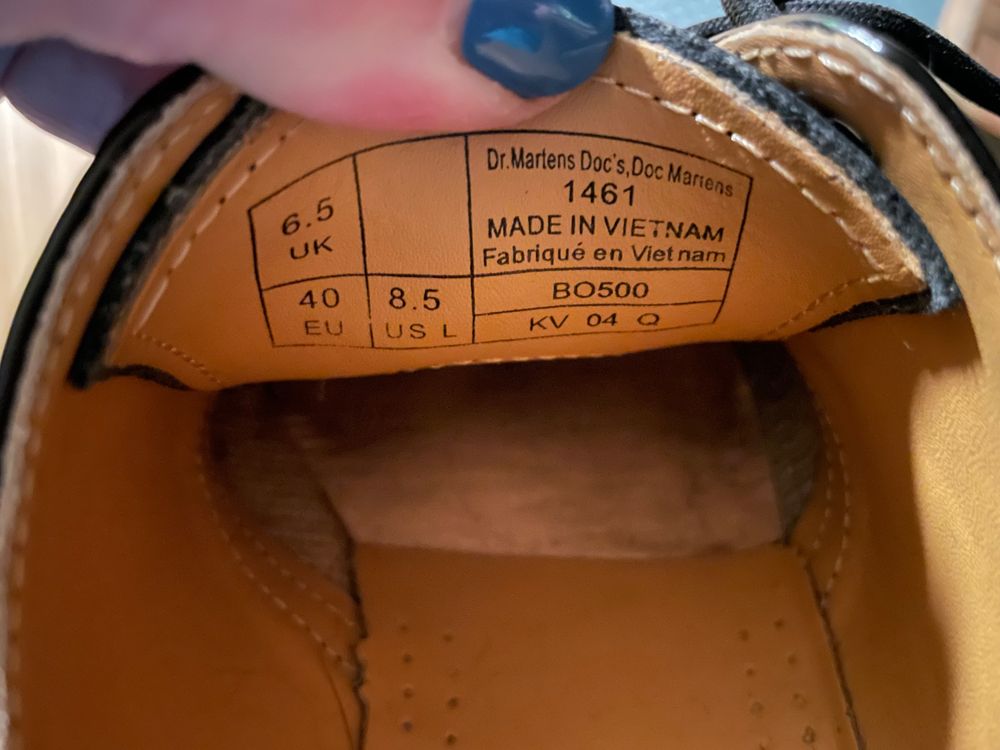 6.5
UK
40
EU
8.5
US L
Dr.Martens Doc's,Doc Martens
1461
MADE IN VIETNAM
Fabriqué en Vietnam
BO500
KV 04 Q